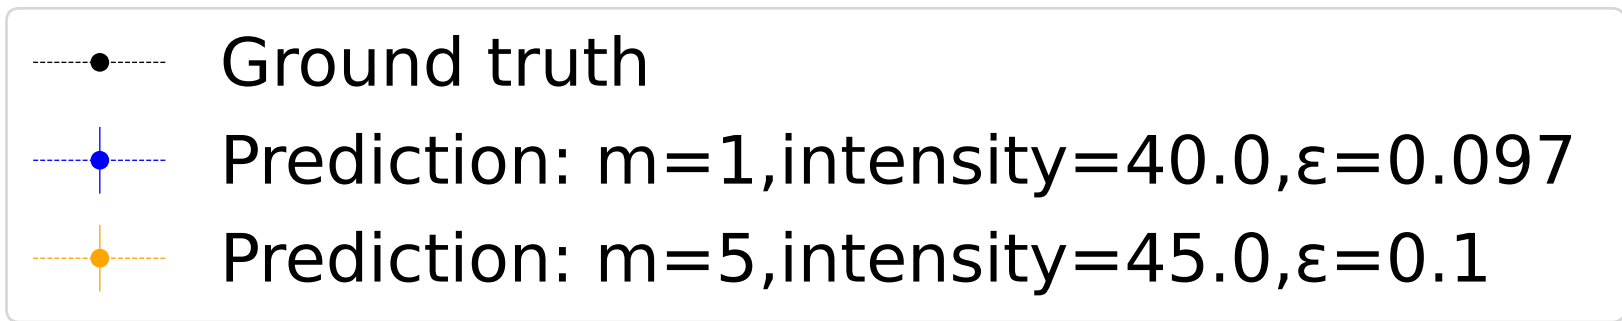 Ground truth
Prediction: m=1,intensity=40.0,ε=0.097
Prediction: m=5,intensity=45.0,ε=0.1